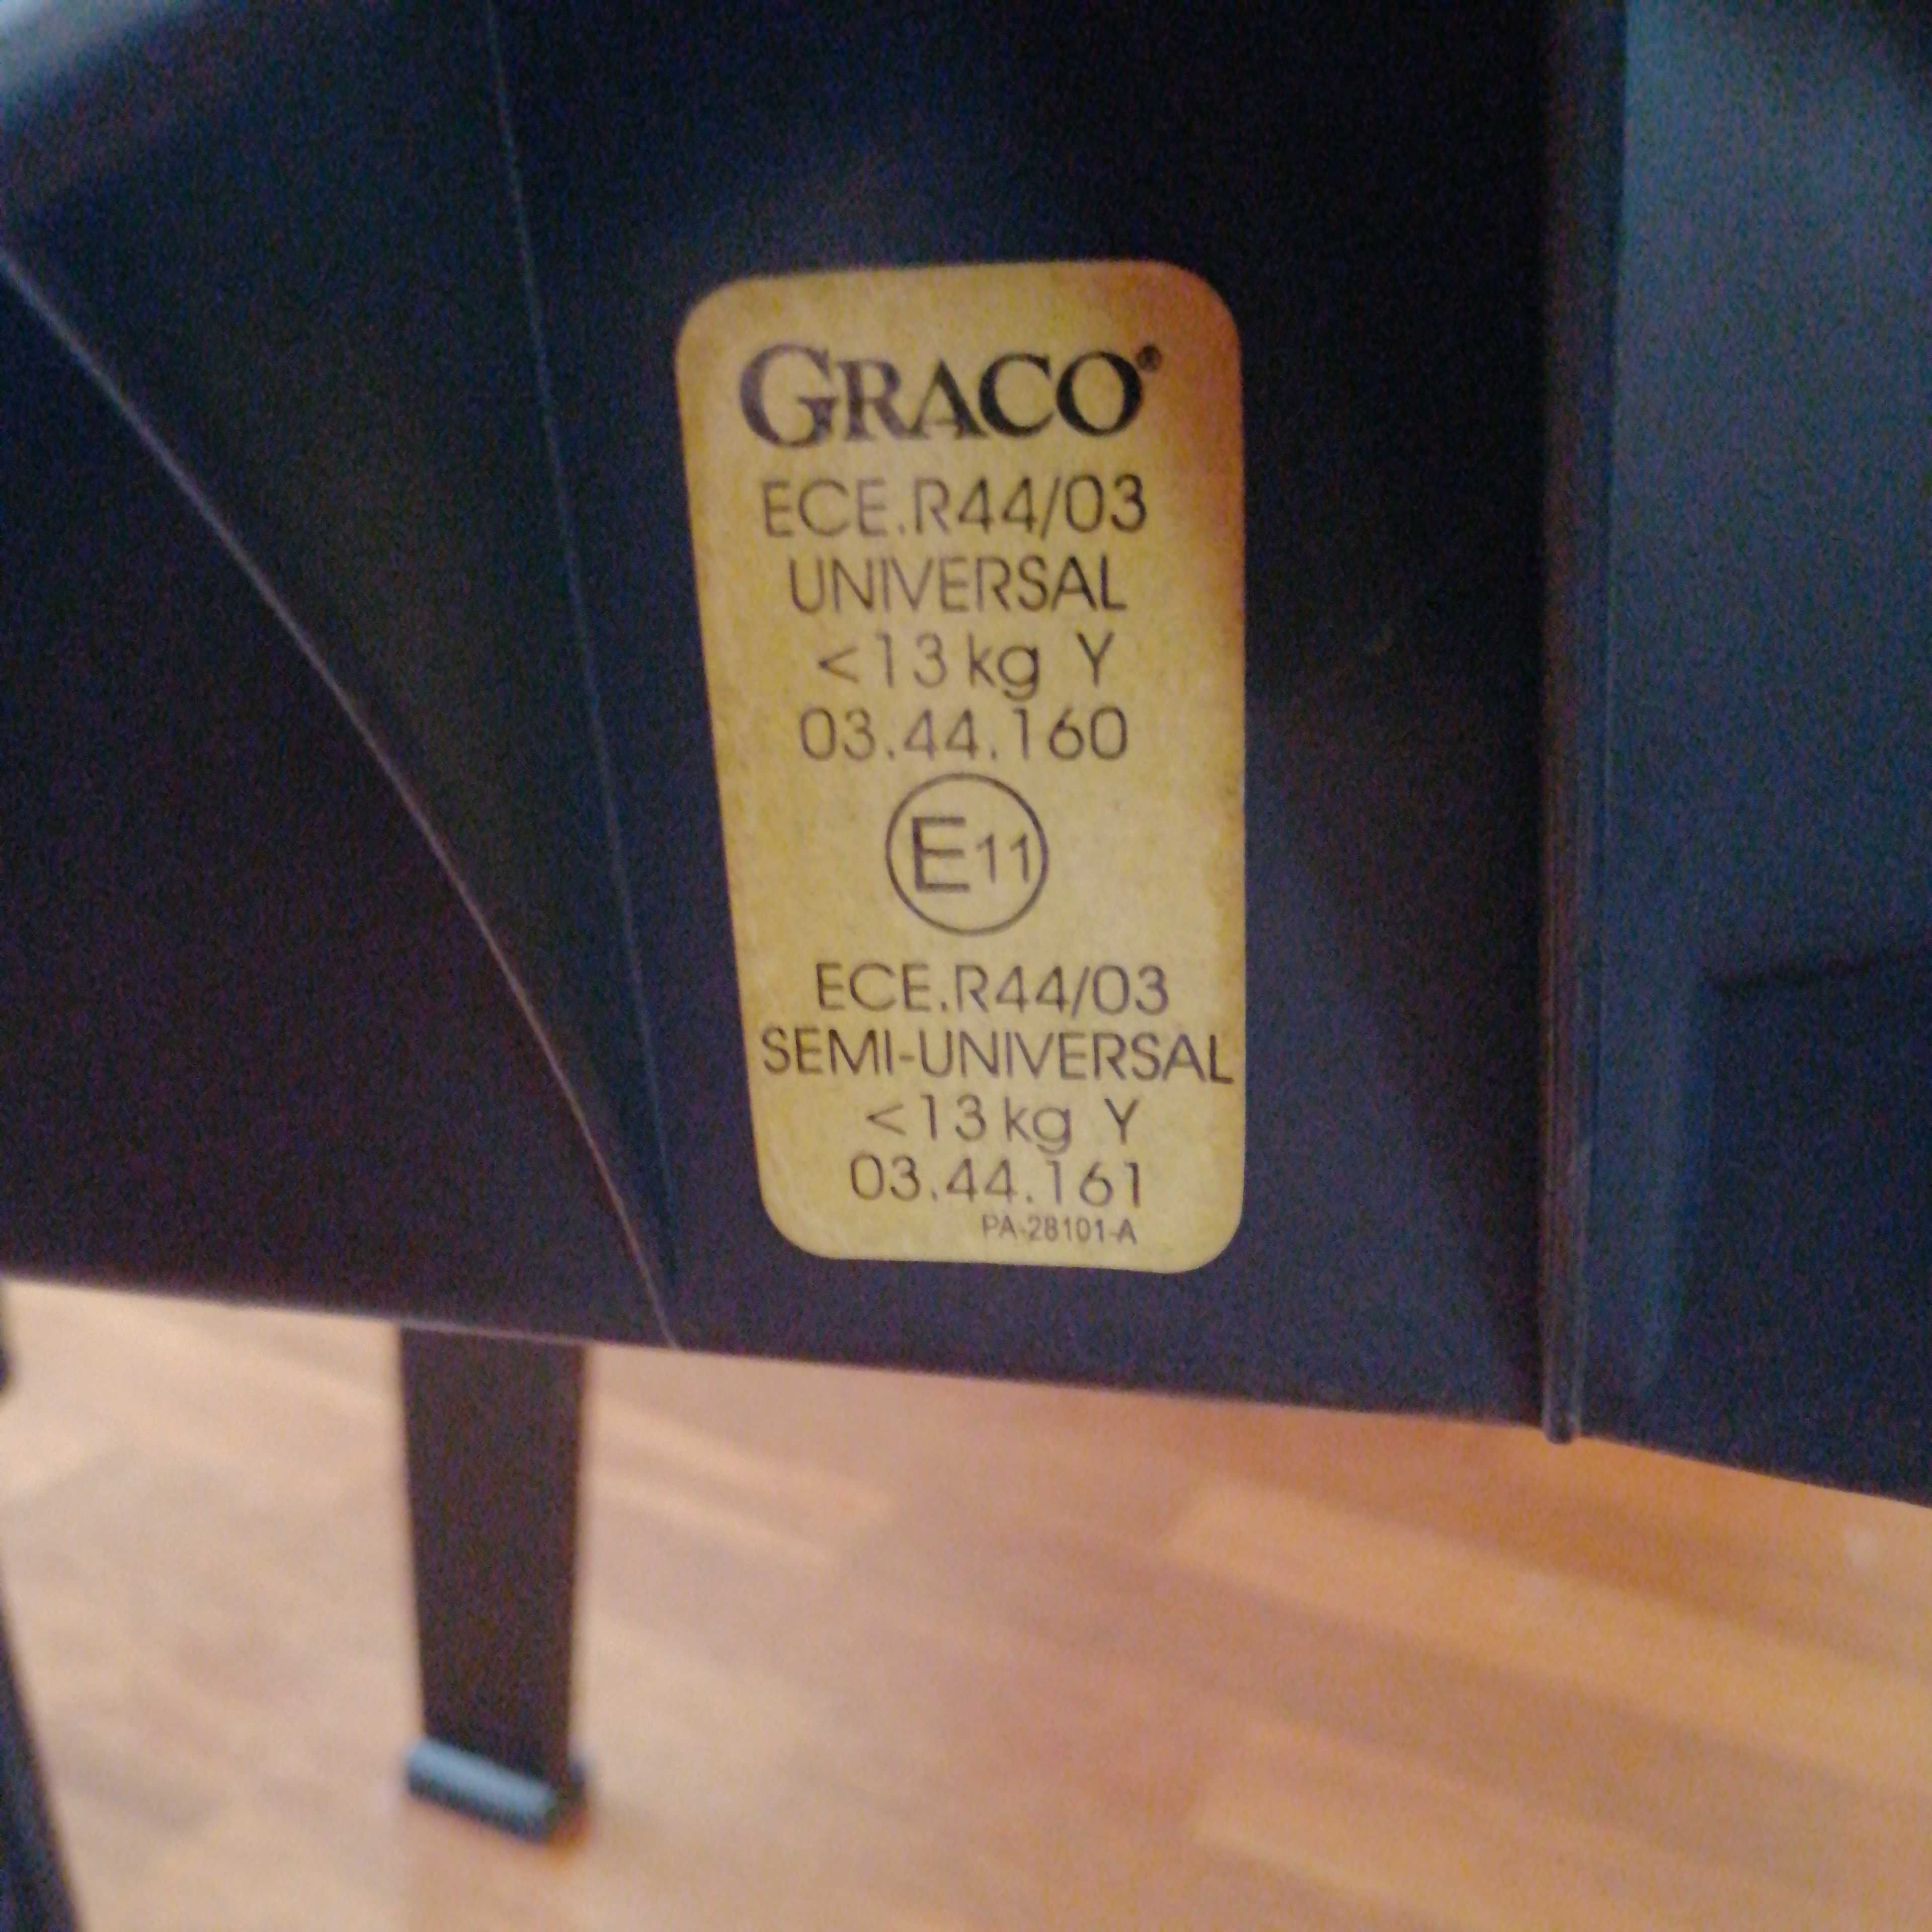 GRACO®
ECE.R44/03
UNIVERSAL
<13 kg Y
03.44.160
E11
ECE.R44/03
SEMI-UNIVERSAL
<13 kg Y
03.44.161
PA-28101-A